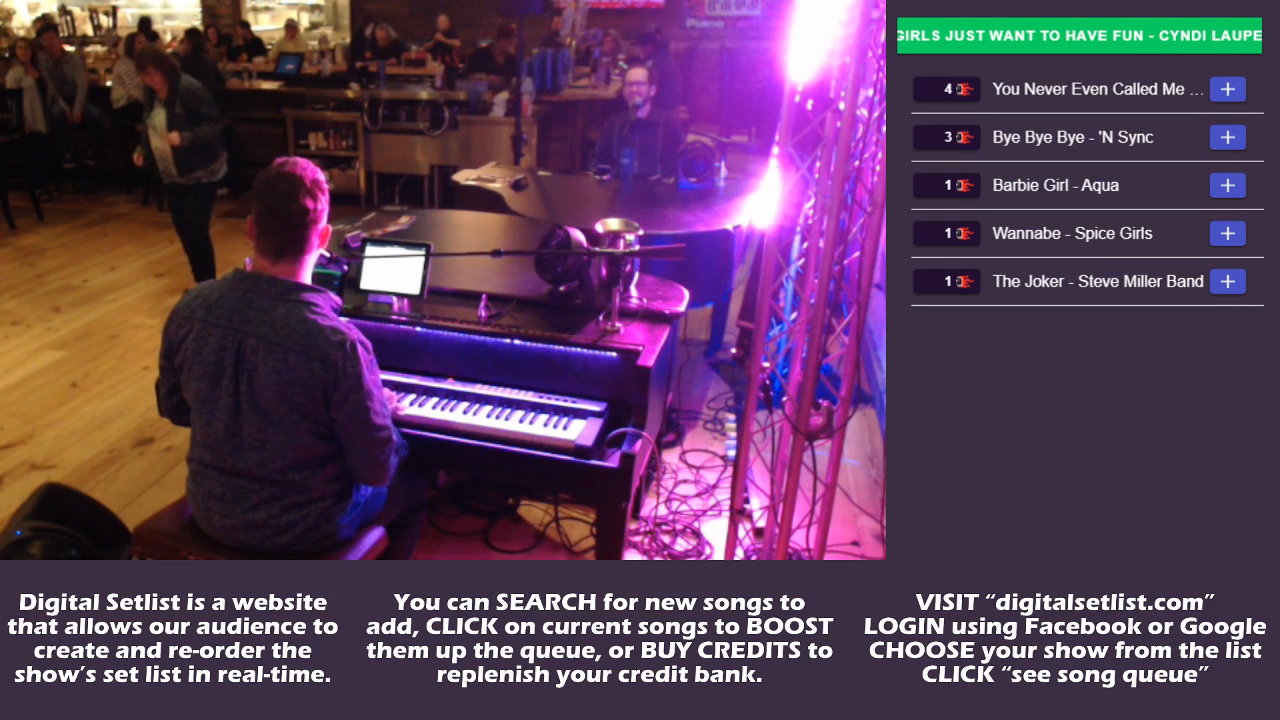 Piano
GIRLS JUST WANT TO HAVE FUN - CYNDI LAUPE
4 You Never Even Called Me ...
3 Bye Bye Bye - 'N Sync
1 Barbie Girl - Aqua
1 Wannabe - Spice Girls
1 The Joker - Steve Miller Band
Digital Setlist is a website
that allows our audience to
create and re-order the
show's set list in real-time.
You can SEARCH for new songs to
add, CLICK on current songs to BOOST
them up the queue, or BUY CREDITS to
replenish your credit bank.
VISIT “digitalsetlist.com”
LOGIN using Facebook or Google
CHOOSE your show from the list
CLICK “see song queue”